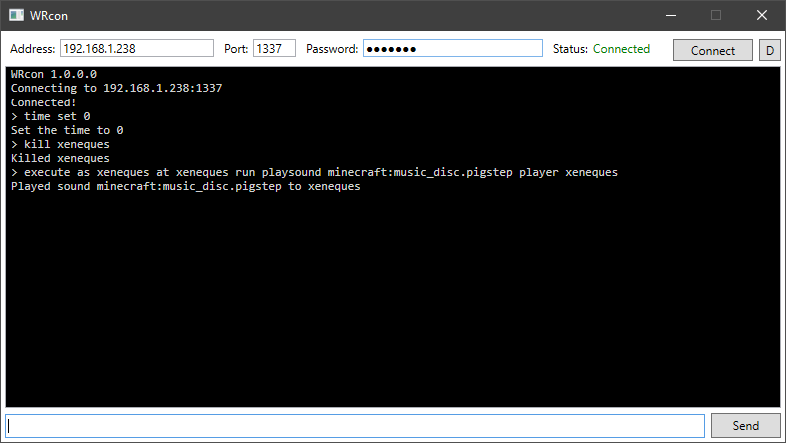 WRcon
Address: 192.168.1.238 Port: 1337 Password: ●●●●●●● Status: Connected Connect D
WRcon 1.0.0.0
Connecting to 192.168.1.238:1337
Connected!
> time set 0
Set the time to 0
> kill xeneques
Killed xeneques
> execute as xeneques at xeneques run playsound minecraft:music_disc.pigstep player xeneques
Played sound minecraft:music_disc.pigstep to xeneques
Send